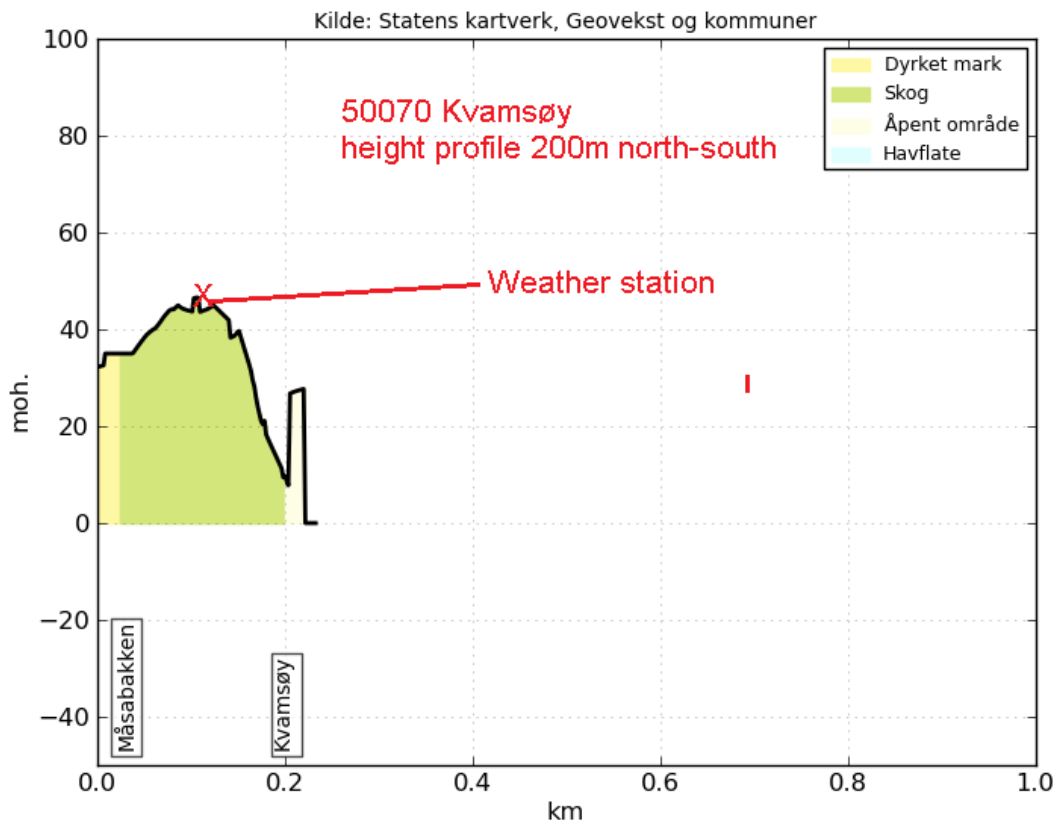 Kilde: Statens kartverk, Geovekst og kommuner
100
80
60
40
20
0
−20
−40
moh.
50070 Kvamsøy
height profile 200m north-south
Dyrket mark
Skog
Åpent område
Havflate
X
Weather station
I
Måsabakken
Kvamsøy
0.0
0.2
0.4
0.6
0.8
1.0
km